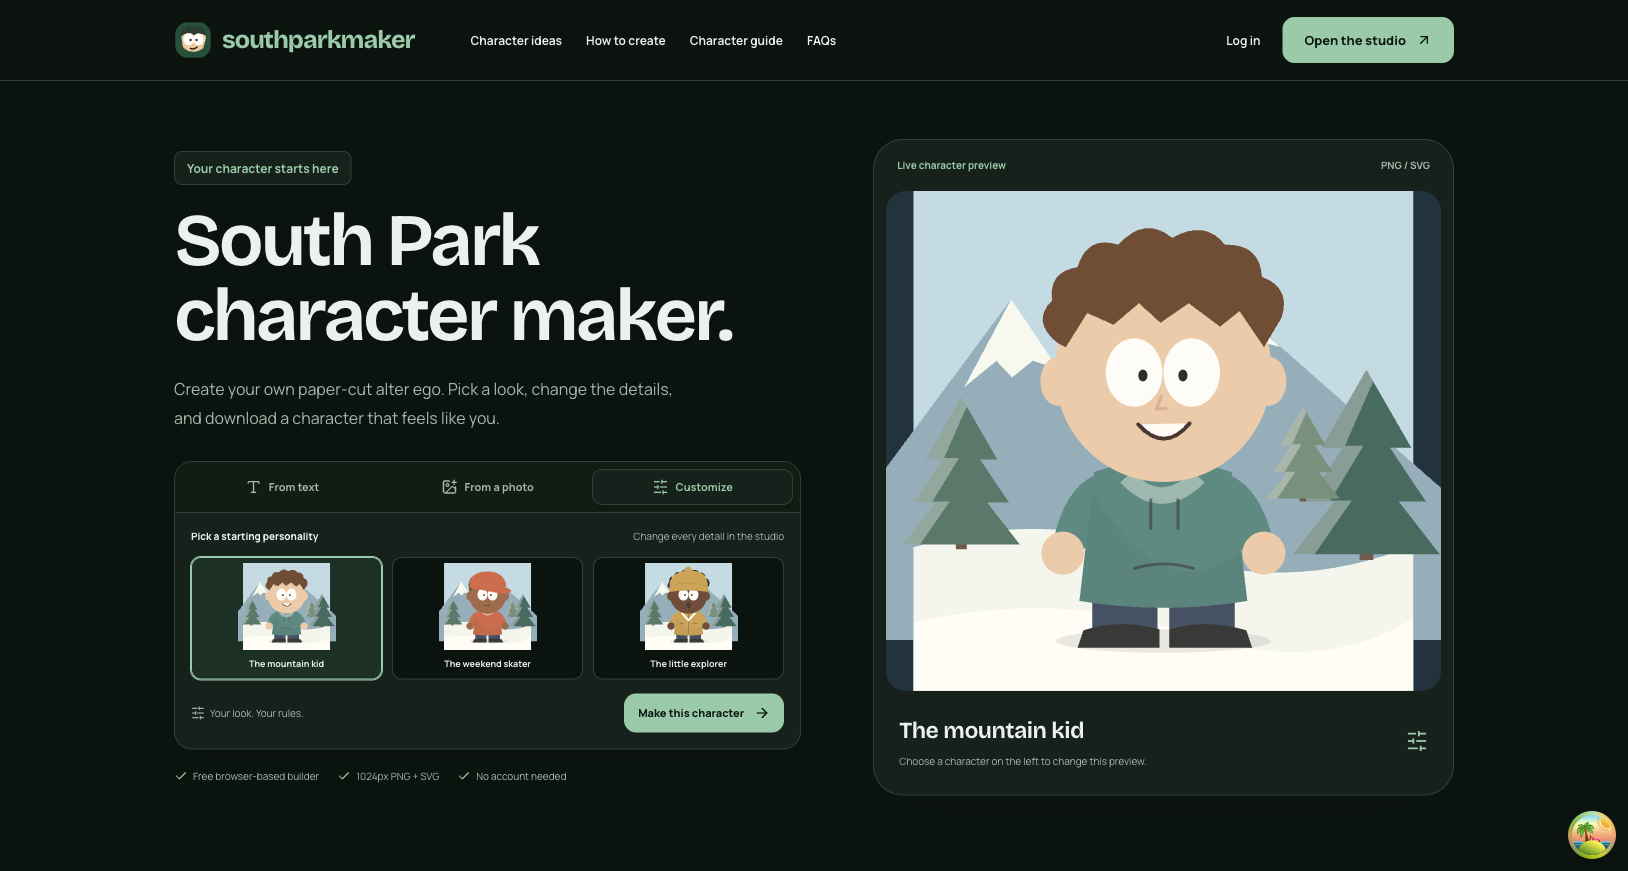 southparkmaker
Character ideas
How to create
Character guide
FAQs
Log in
Open the studio
Your character starts here
South Park
character maker.
Create your own paper-cut alter ego. Pick a look, change the details,
and download a character that feels like you.
From text
From a photo
Customize
Pick a starting personality
Change every detail in the studio
The mountain kid
The weekend skater
The little explorer
Your look. Your rules.
Make this character
Free browser-based builder
1024px PNG + SVG
No account needed
Live character preview
PNG / SVG
The mountain kid
Choose a character on the left to change this preview.